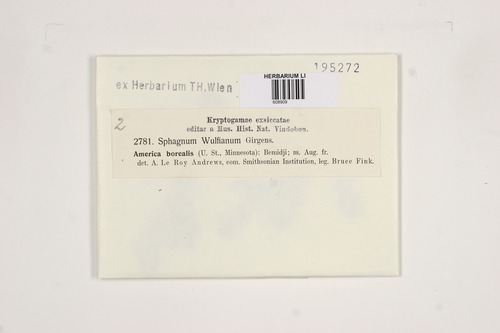 195272
ex Herbarium TH.Wien
HERBARIUM LI
608909
2
Kryptogamae exsiccatae
editae a Mus. Hist. Nat. Vindobon.
2781. Sphagnum Wulfianum Girgens.
America borealis (U. St., Minnesota): Bemidji; m. Aug. fr.
det. A. Le Roy Andrews, com. Smithsonian Institution, leg. Bruce Fink.